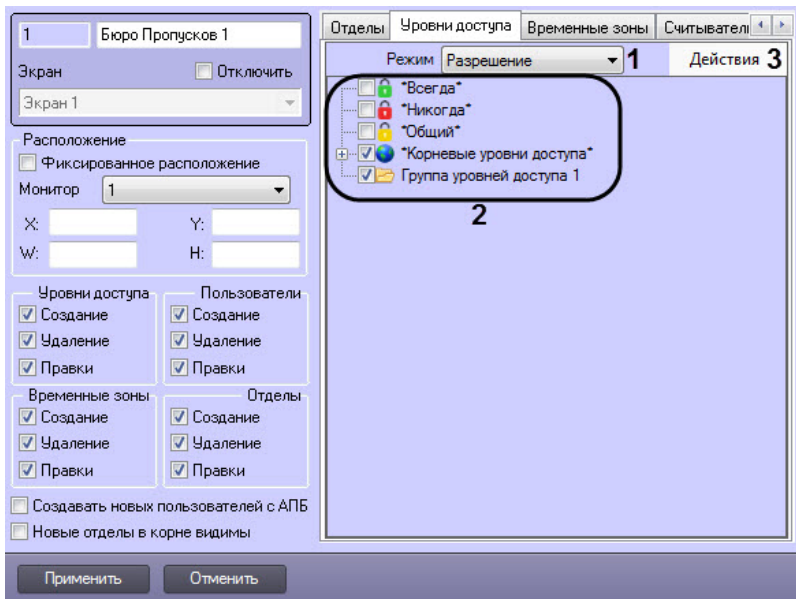 1 Бюро Пропусков 1
Экран Отключить
Экран 1
Расположение
Фиксированное расположение
Монитор 1
X: Y:
W: H:
Уровни доступа Пользователи
Создание Создание
Удаление Удаление
Правки Правки
Временные зоны Отделы
Создание Создание
Удаление Удаление
Правки Правки
Создавать новых пользователей с АПБ
Новые отделы в корне видимы
Отделы Уровни доступа Временные зоны Считывател
Режим Разрешение 1 Действия 3
*Всегда*
*Никогда*
*Общий*
*Корневые уровни доступа*
Группа уровней доступа 1
2
Применить Отменить